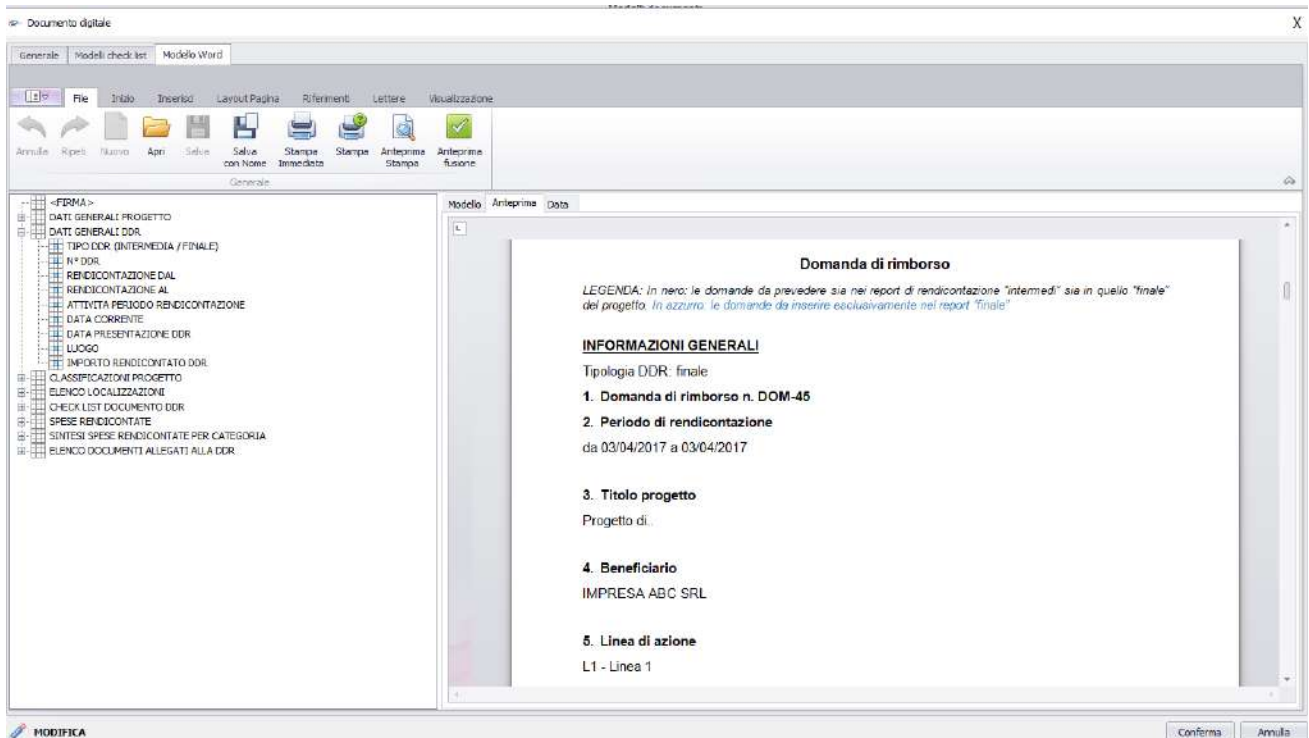 Documento digitale
X
Generale Modelli check list Modello Word
File Inizio Inserisci Layout Pagina Riferimenti Lettere Visualizzazione
Annulla Ripeti Nuovo Apri Salva Salva con Nome Stampa Immediata Stampa Anteprima Stampa Anteprima fusione
Generale
<FIRMA>
DATI GENERALI PROGETTO
DATI GENERALI DDR
TIPO DDR (INTERMEDIA / FINALE)
N° DDR
RENDICONTAZIONE DAL
RENDICONTAZIONE AL
ATTIVITA PERIODO RENDICONTAZIONE
DATA CORRENTE
DATA PRESENTAZIONE DDR
LUOGO
IMPORTO RENDICONTATO DDR
CLASSIFICAZIONI PROGETTO
ELENCO LOCALIZZAZIONI
CHECK LIST DOCUMENTO DDR
SPESE RENDICONTATE
SINTESI SPESE RENDICONTATE PER CATEGORIA
ELENCO DOCUMENTI ALLEGATI ALLA DDR
Modello Anteprima Data
L
Domanda di rimborso
LEGENDA: In nero: le domande da prevedere sia nei report di rendicontazione "intermedi" sia in quello "finale"
del progetto. In azzurro: le domande da inserire esclusivamente nel report "finale"
INFORMAZIONI GENERALI
Tipologia DDR: finale
1. Domanda di rimborso n. DOM-45
2. Periodo di rendicontazione
da 03/04/2017 a 03/04/2017
3. Titolo progetto
Progetto di..
4. Beneficiario
IMPRESA ABC SRL
5. Linea di azione
L1 - Linea 1
MODIFICA
Conferma Annulla